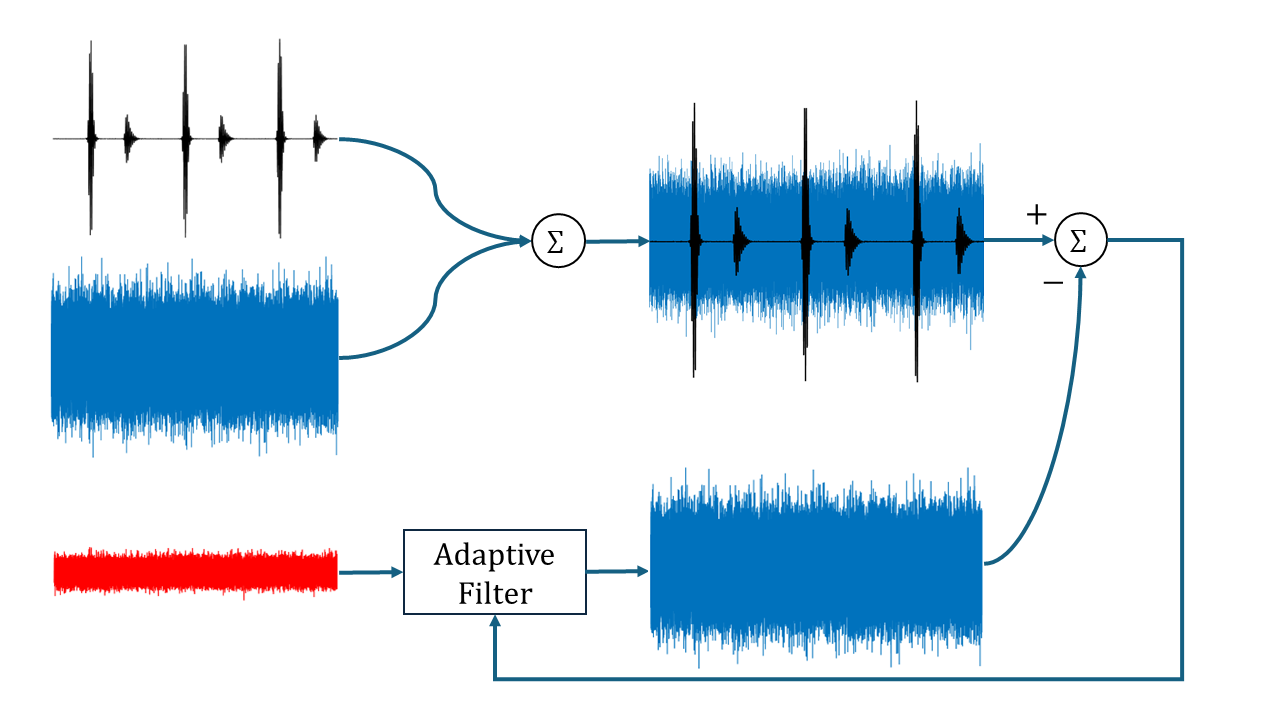 Σ
+
Σ
−
Adaptive
Filter